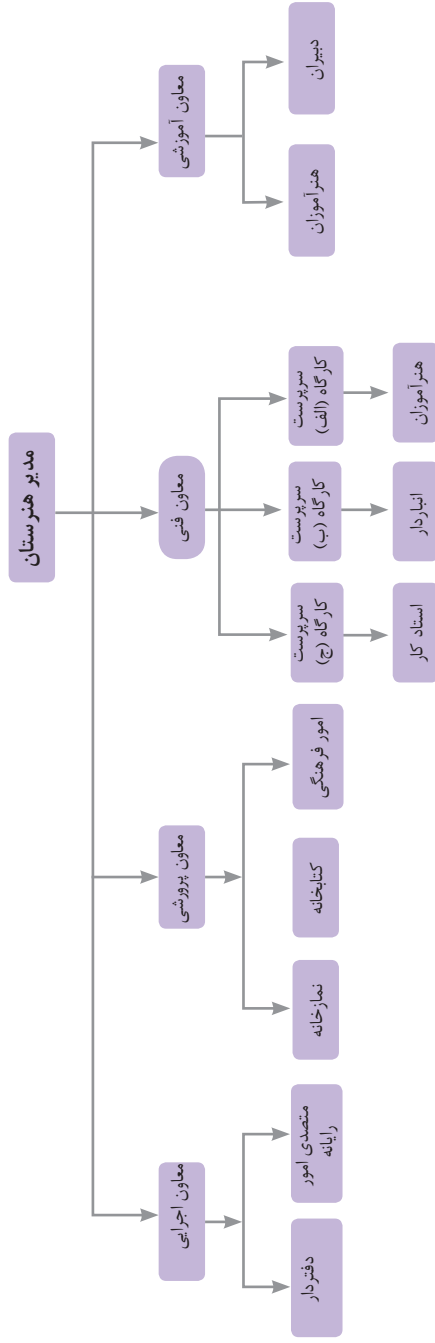 مدیر هنرستان
معاون آموزشی
معاون فنی
معاون پرورشی
معاون اجرایی
دبیران
هنرآموزان
سرپرست
کارگاه (الف)
سرپرست
کارگاه (ب)
سرپرست
کارگاه (ج)
امور فرهنگی
کتابخانه
نمازخانه
متصدی امور
رایانه
دفتردار
هنرآموزان
انباردار
استاد کار